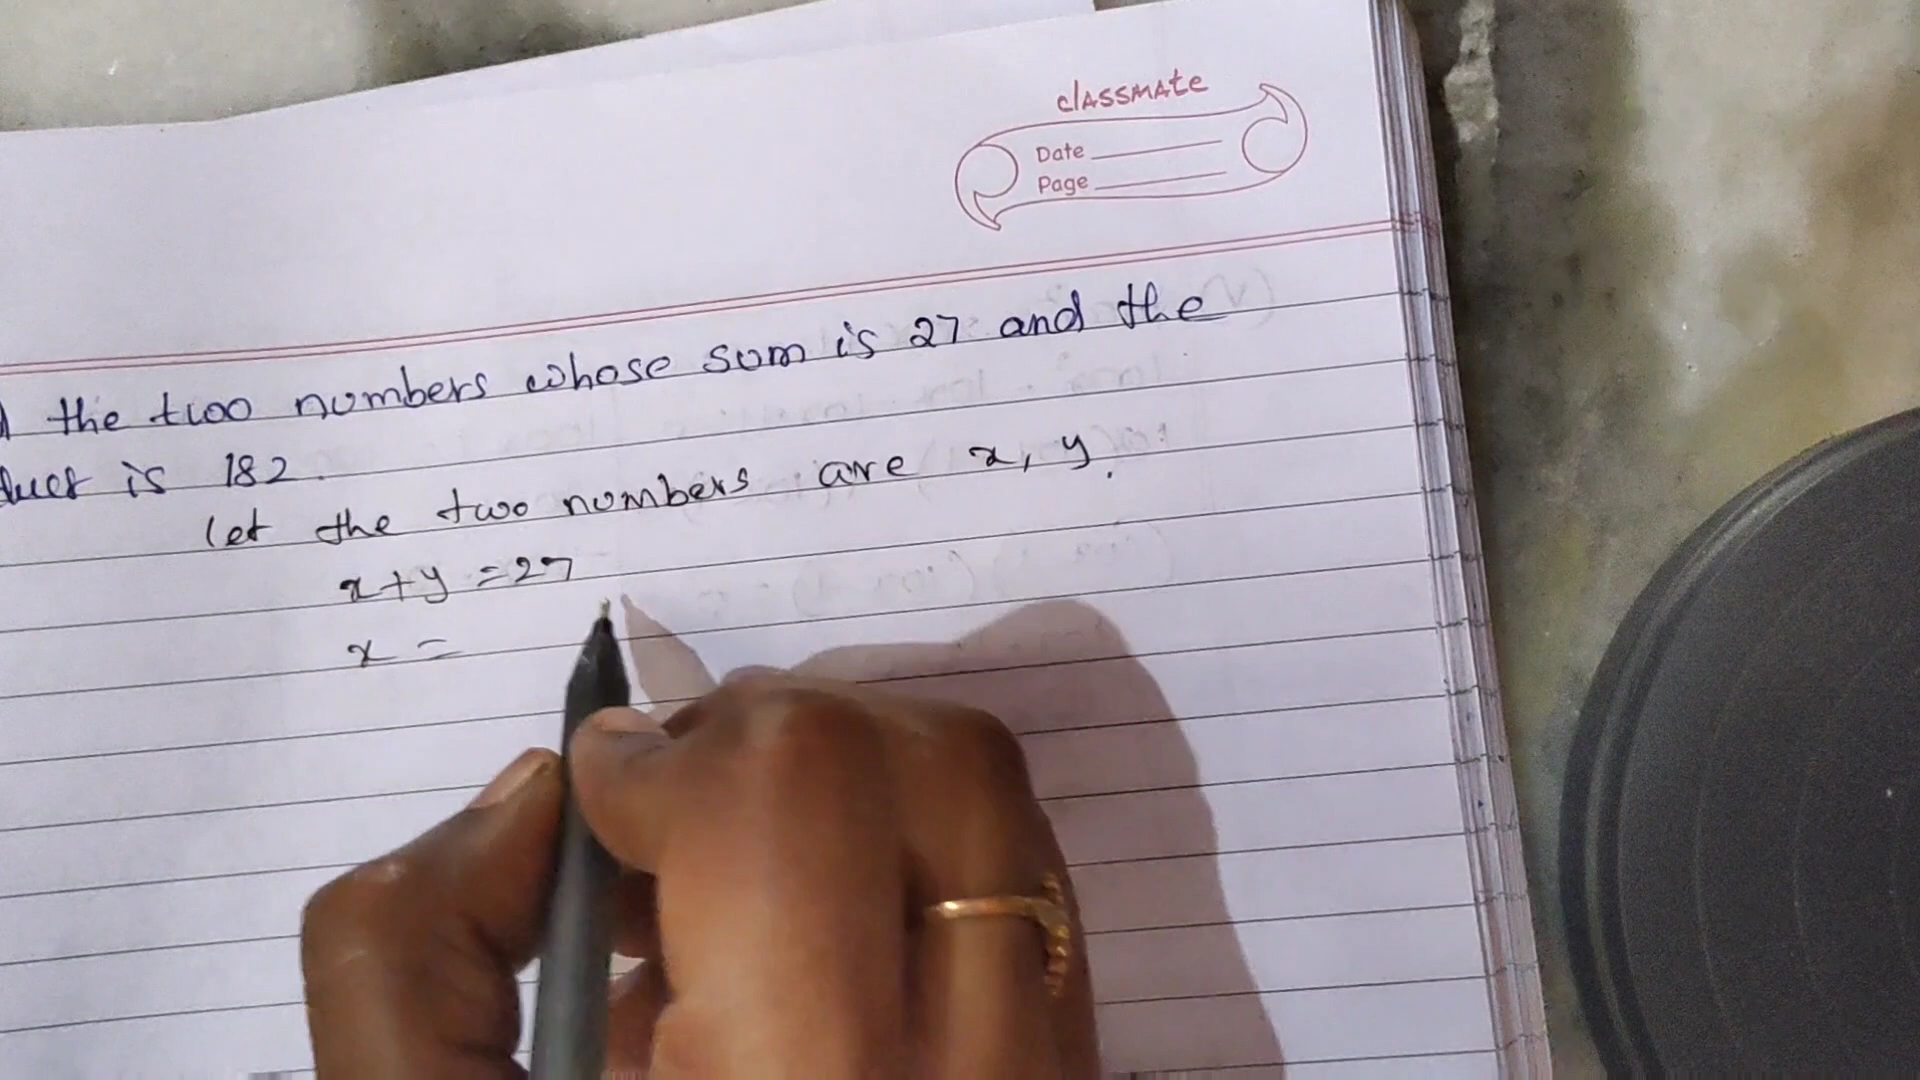 classmate
Date
Page
the two numbers whose sum is 27 and the
is 182.
let the two numbers are x, y.
x+y = 27
x =